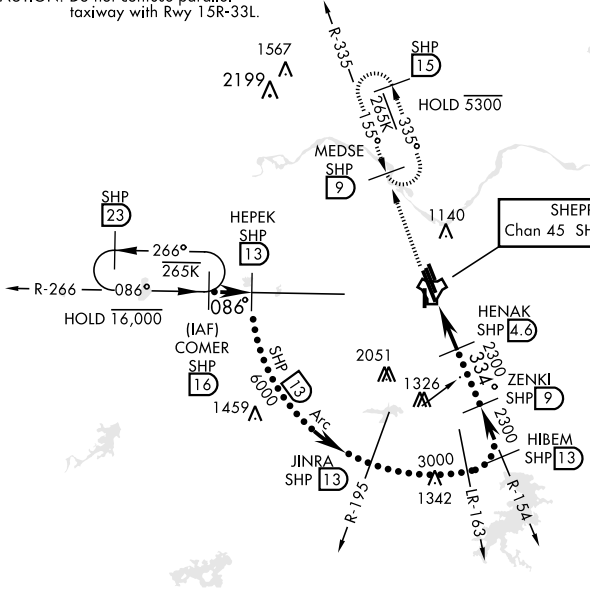 taxiway with Rwy 15R-33L.
R-335
SHP
15
1567
2199
HOLD 5300
265K
155°
335°
MEDSE
SHP
9
SHP
23
HEPEK
SHP
13
1140
Chan 45
266°
265K
R-266
086°
086°
HOLD 16,000
(IAF)
COMER
SHP
16
HENAK
SHP 4.6
2300
334°
2051
1326
ZENKI
SHP 9
2300
SHP 13 Arc
6000
1459
HIBEM
SHP 13
JINRA
SHP 13
3000
1342
R-195
LR-163
R-154